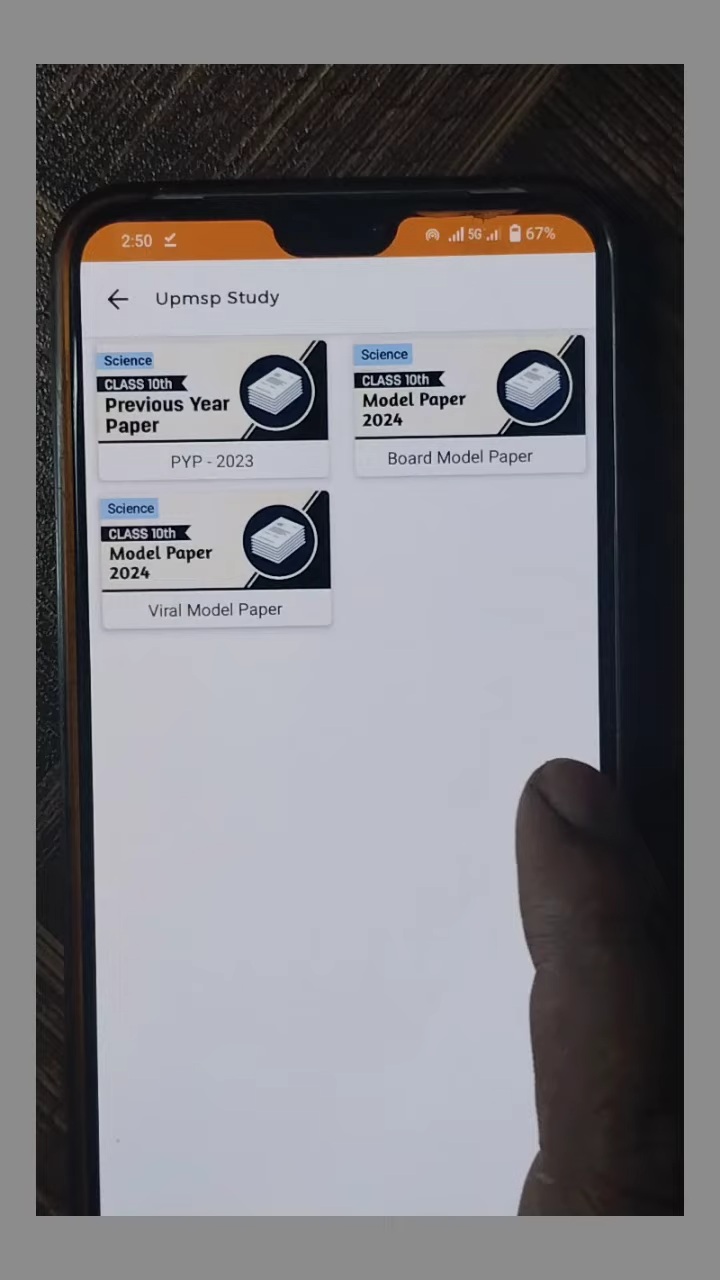 2:50 5G 67%
Upmsp Study
Science
CLASS 10th
Previous Year
Paper
PYP - 2023
Science
CLASS 10th
Model Paper
2024
Board Model Paper
Science
CLASS 10th
Model Paper
2024
Viral Model Paper